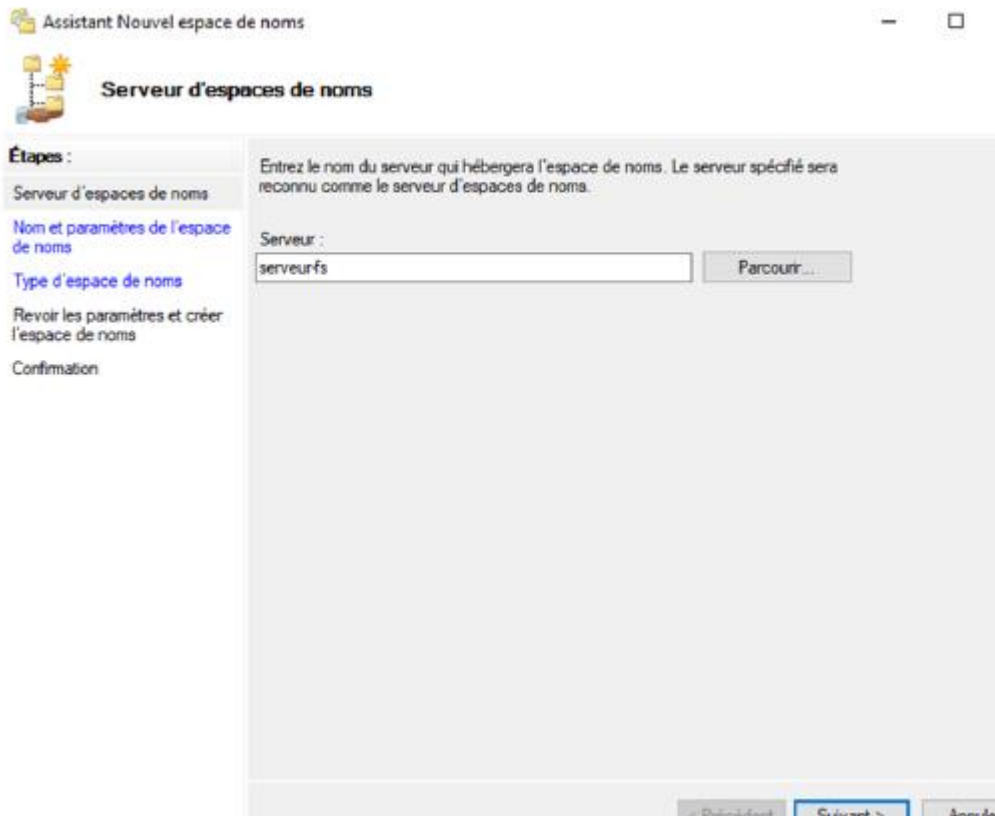 Assistant Nouvel espace de noms
Serveur d'espaces de noms
Étapes :
Serveur d'espaces de noms
Nom et paramètres de l'espace
de noms
Type d'espace de noms
Revoir les paramètres et créer
l'espace de noms
Confirmation
Entrez le nom du serveur qui hébergera l'espace de noms. Le serveur spécifié sera
reconnu comme le serveur d'espaces de noms.
Serveur :
serveur-fs
Parcourir...
< Précédent
Suivant >